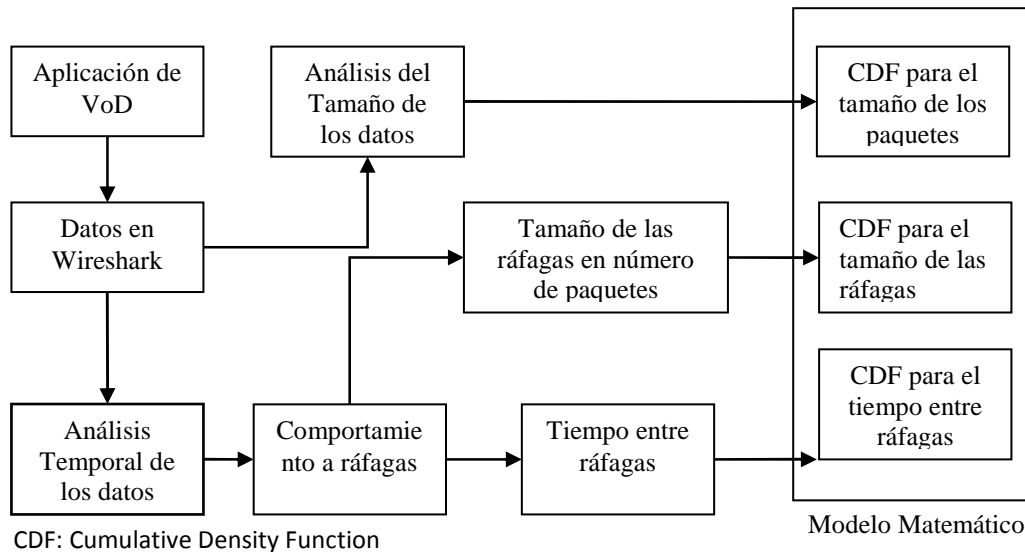 Aplicación de
VoD
Análisis del
Tamaño de
los datos
CDF para el
tamaño de los
paquetes
Datos en
Wireshark
Tamaño de las
ráfagas en número
de paquetes
CDF para el
tamaño de las
ráfagas
Análisis
Temporal de
los datos
Comportamie
nto a ráfagas
Tiempo entre
ráfagas
CDF para el
tiempo entre
ráfagas
Modelo Matemático
CDF: Cumulative Density Function